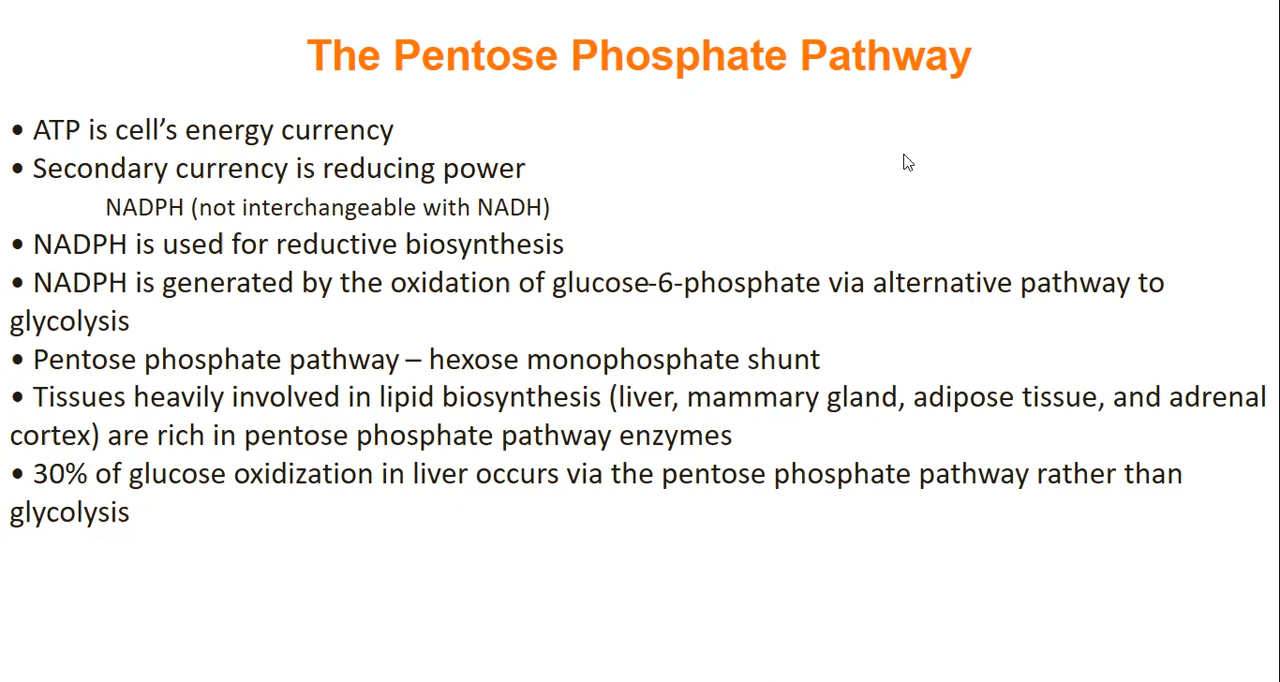 The Pentose Phosphate Pathway
• ATP is cell’s energy currency
• Secondary currency is reducing power
NADPH (not interchangeable with NADH)
• NADPH is used for reductive biosynthesis
• NADPH is generated by the oxidation of glucose-6-phosphate via alternative pathway to
glycolysis
• Pentose phosphate pathway – hexose monophosphate shunt
• Tissues heavily involved in lipid biosynthesis (liver, mammary gland, adipose tissue, and adrenal
cortex) are rich in pentose phosphate pathway enzymes
• 30% of glucose oxidization in liver occurs via the pentose phosphate pathway rather than
glycolysis